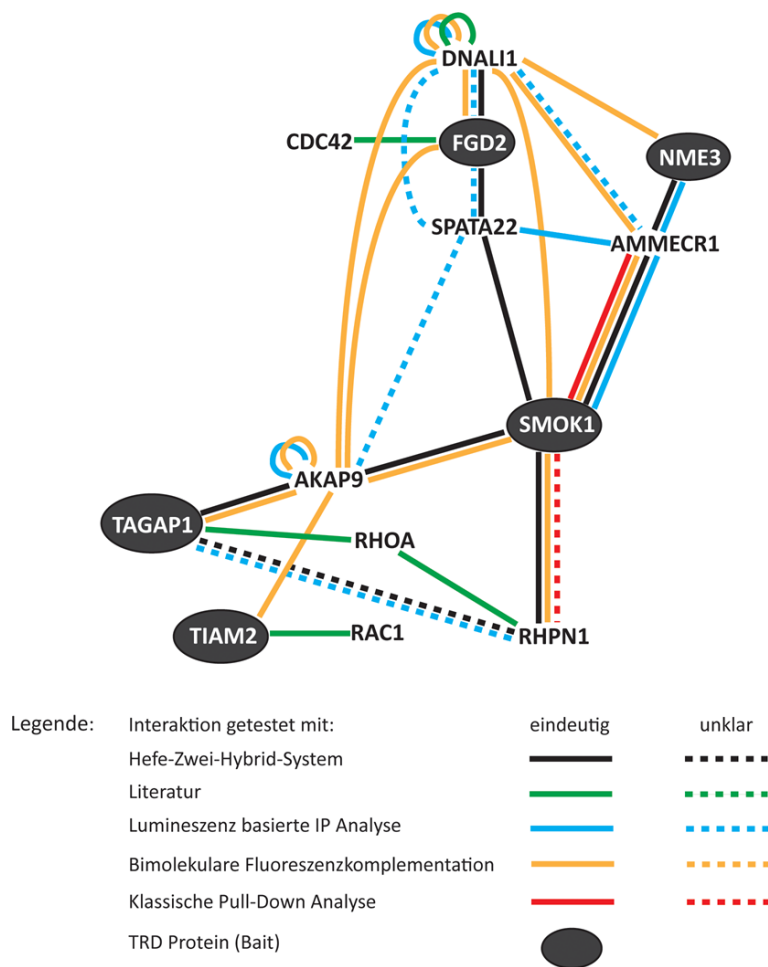 DNALI1
CDC42
FGD2
NME3
SPATA22
AMMECR1
SMOK1
AKAP9
TAGAP1
RHOA
TIAM2
RAC1
RHPN1
Legende: Interaktion getestet mit: eindeutig unklar
Hefe-Zwei-Hybrid-System
Literatur
Lumineszenz basierte IP Analyse
Bimolekulare Fluoreszenzkomplementation
Klassische Pull-Down Analyse
TRD Protein (Bait)